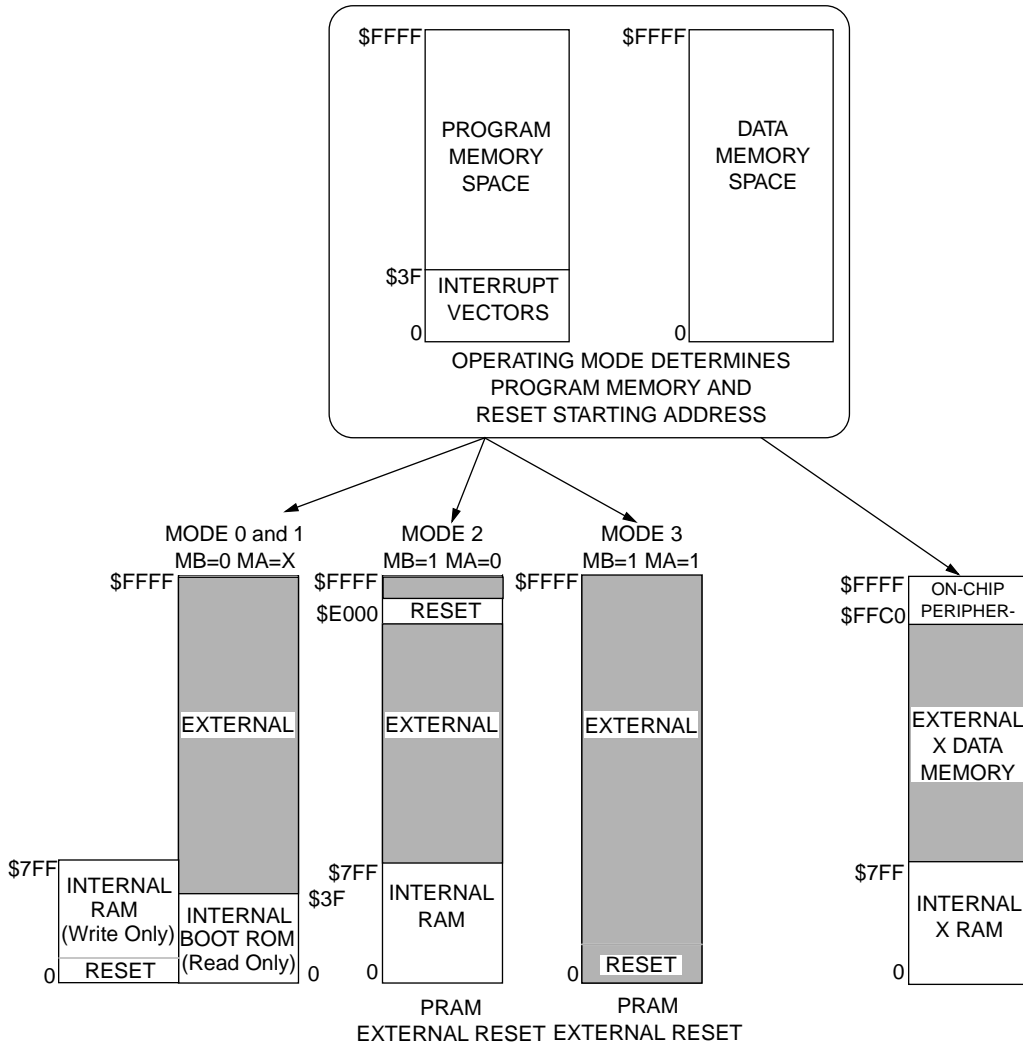 $FFFF
PROGRAM
MEMORY
SPACE
$3F
INTERRUPT
VECTORS
0
$FFFF
DATA
MEMORY
SPACE
0
OPERATING MODE DETERMINES
PROGRAM MEMORY AND
RESET STARTING ADDRESS
MODE 0 and 1
MB=0 MA=X
$FFFF
EXTERNAL
$7FF
INTERNAL
RAM
(Write Only)
RESET
0
INTERNAL
BOOT ROM
(Read Only)
$3F
0
MODE 2
MB=1 MA=0
$FFFF
$E000
RESET
EXTERNAL
$7FF
INTERNAL
RAM
0
PRAM
EXTERNAL RESET
MODE 3
MB=1 MA=1
$FFFF
EXTERNAL
RESET
0
PRAM
EXTERNAL RESET
$FFFF
ON-CHIP
PERIPHER-
$FFC0
EXTERNAL
X DATA
MEMORY
$7FF
INTERNAL
X RAM
0